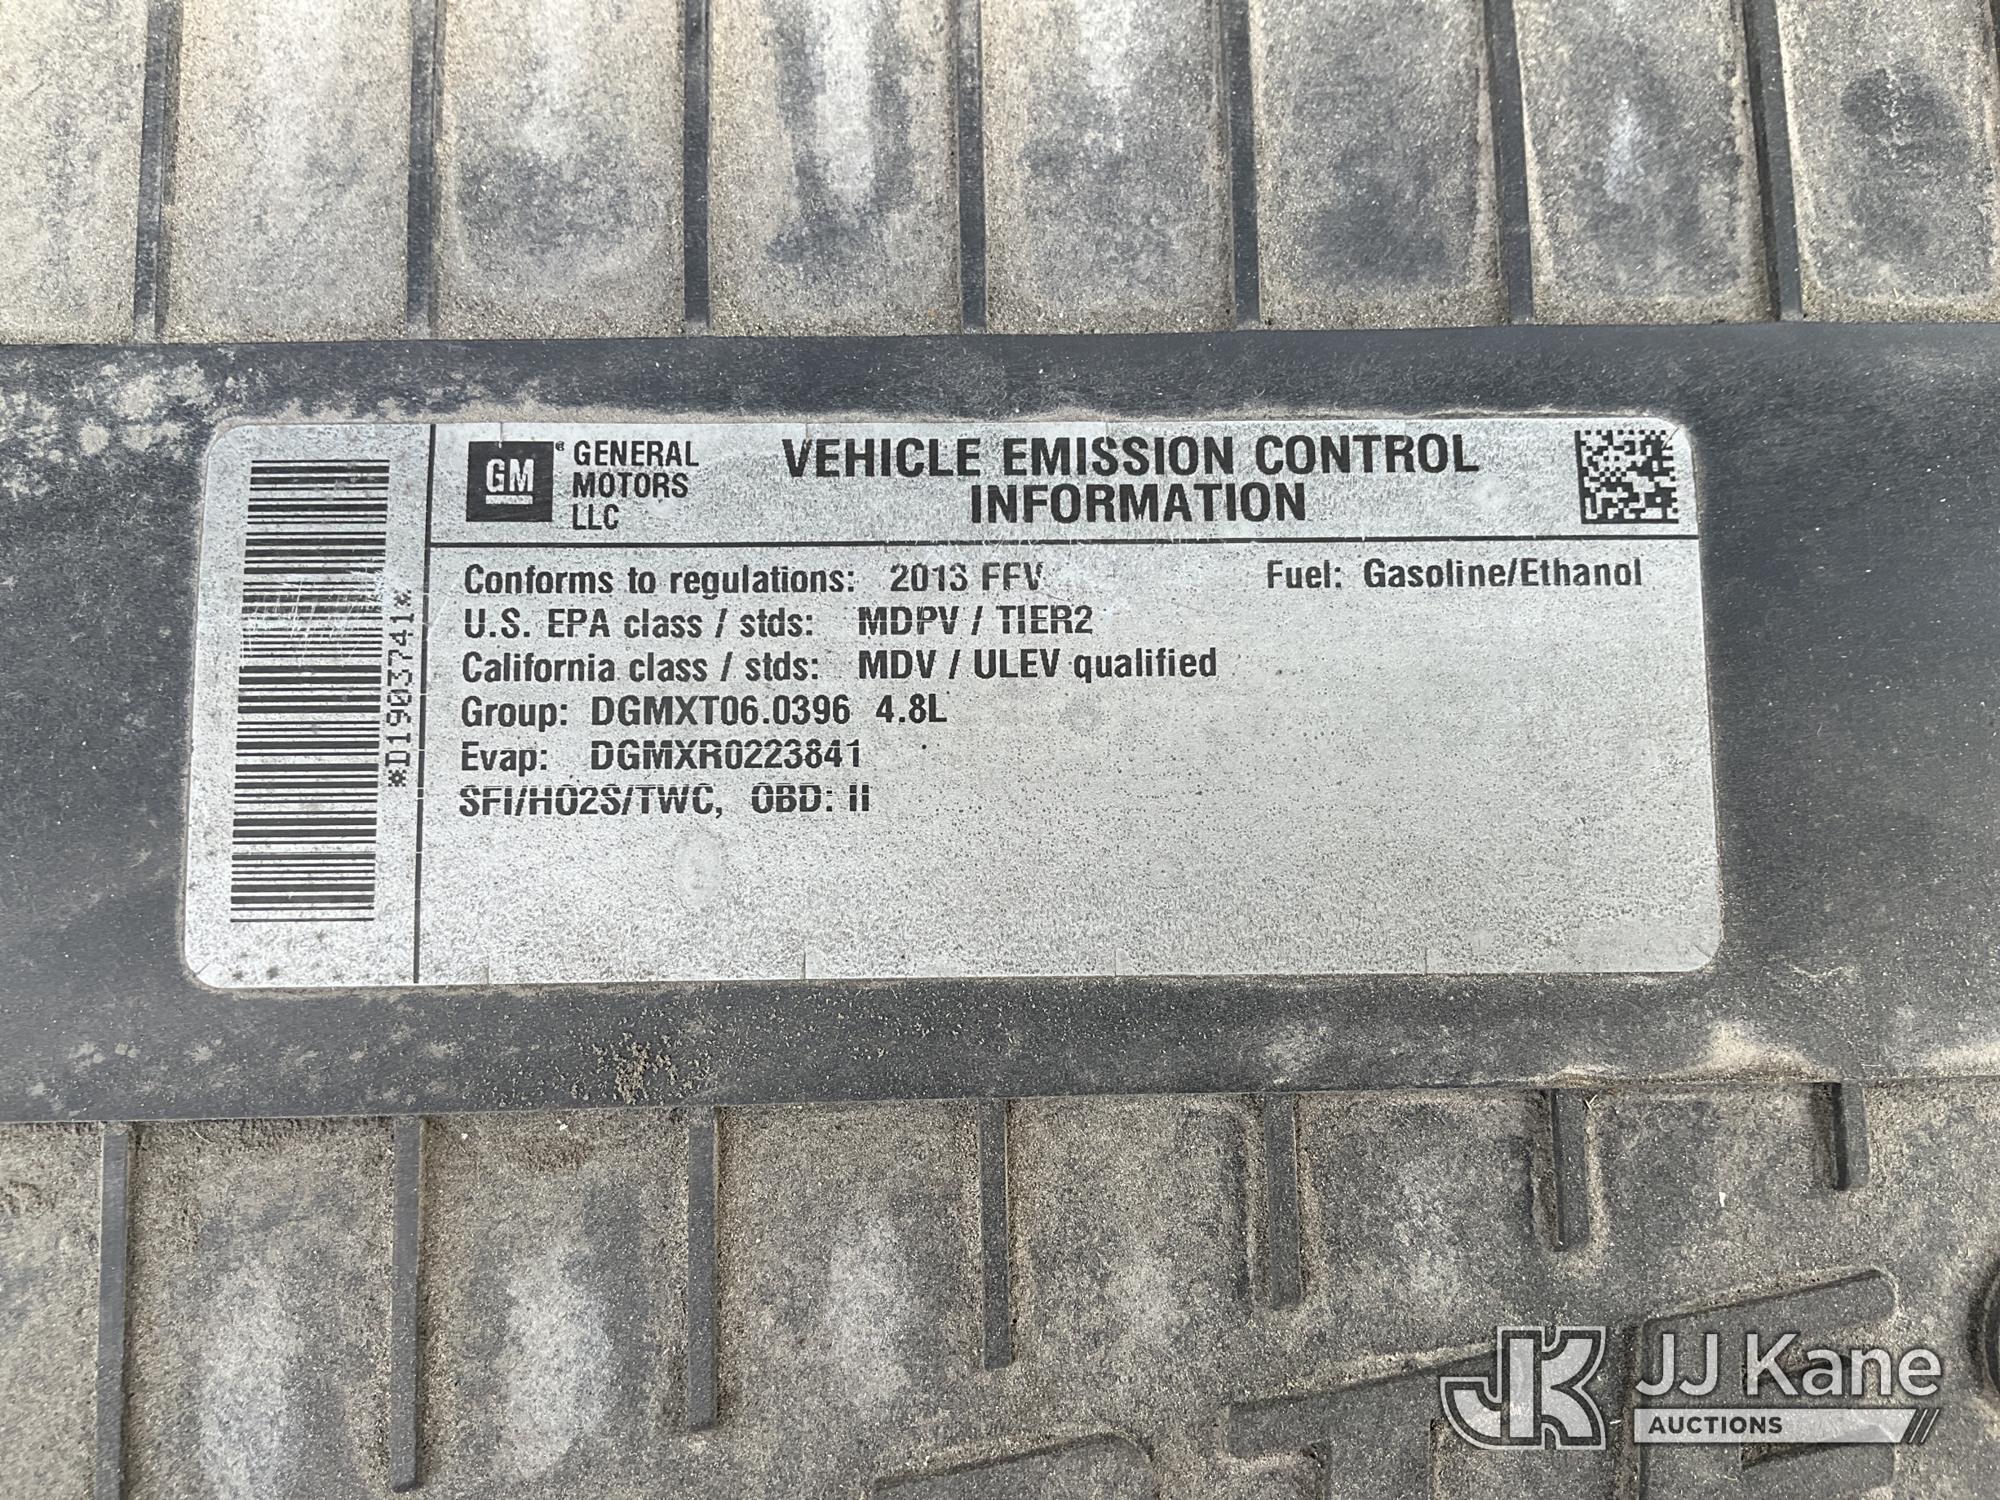 GM
GENERAL
MOTORS
LLC
VEHICLE EMISSION CONTROL
INFORMATION
Conforms to regulations: 2013 FFV
Fuel: Gasoline/Ethanol
U.S. EPA class / stds: MDPV / TIER2
California class / stds: MDV / ULEV qualified
Group: DGMXT06.0396 4.8L
Evap: DGMXR0223841
SFI/HO2S/TWC, OBD: II
*D1903741*
JK JJ Kane
AUCTIONS